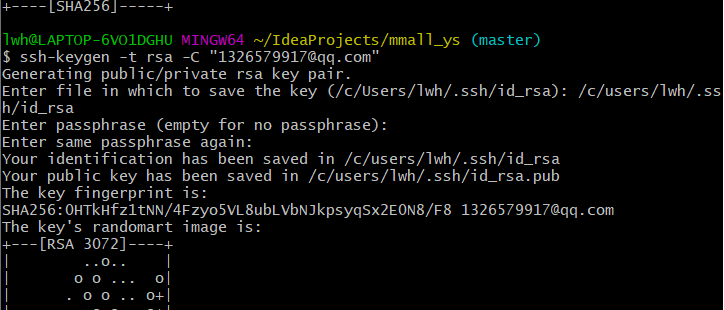 +----[SHA256]-----+
lwh@LAPTOP-6VO1DGHU MINGW64 ~/IdeaProjects/mmall_ys (master)
$ ssh-keygen -t rsa -C "1326579917@qq.com"
Generating public/private rsa key pair.
Enter file in which to save the key (/c/Users/lwh/.ssh/id_rsa): /c/users/lwh/.ss
h/id_rsa
Enter passphrase (empty for no passphrase):
Enter same passphrase again:
Your identification has been saved in /c/users/lwh/.ssh/id_rsa
Your public key has been saved in /c/users/lwh/.ssh/id_rsa.pub
The key fingerprint is:
SHA256:OHTkHfz1tNN/4Fzyo5VL8ubLVbNJkpsyqSx2EON8/F8 1326579917@qq.com
The key's randomart image is:
+---[RSA 3072]----+
|       ..o..     |
|      o o ...   o|
|     . o o .. o+|